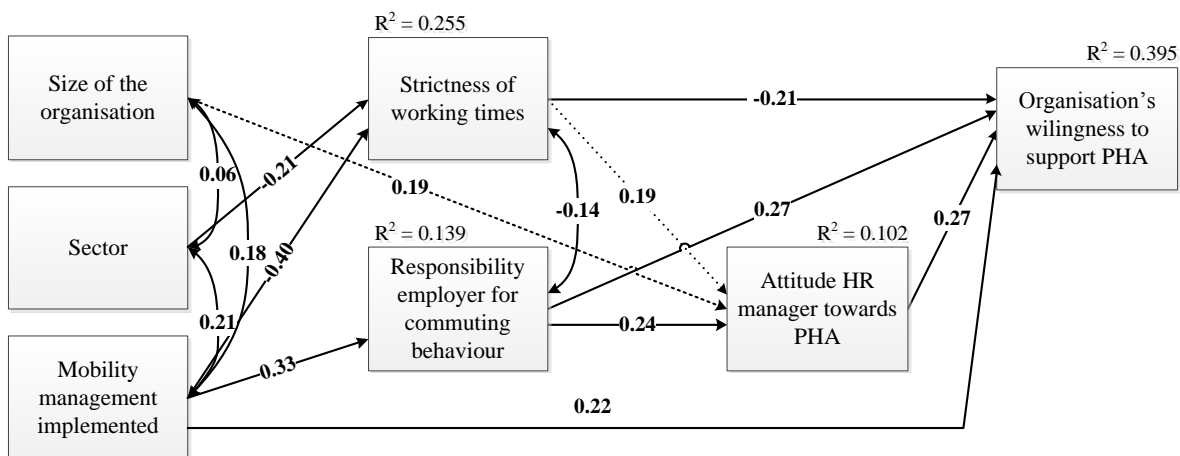 R² = 0.255
Size of the
organisation
Strictness of
working times
R² = 0.395
Organisation's
wilingness to
support PHA
-0.21
0.06
-0.21
0.19
0.19
-0.14
0.27
0.27
Sector
R² = 0.139
Responsibility
employer for
commuting
behaviour
R² = 0.102
Attitude HR
manager towards
PHA
0.18
-0.40
0.21
0.24
0.33
Mobility
management
implemented
0.22